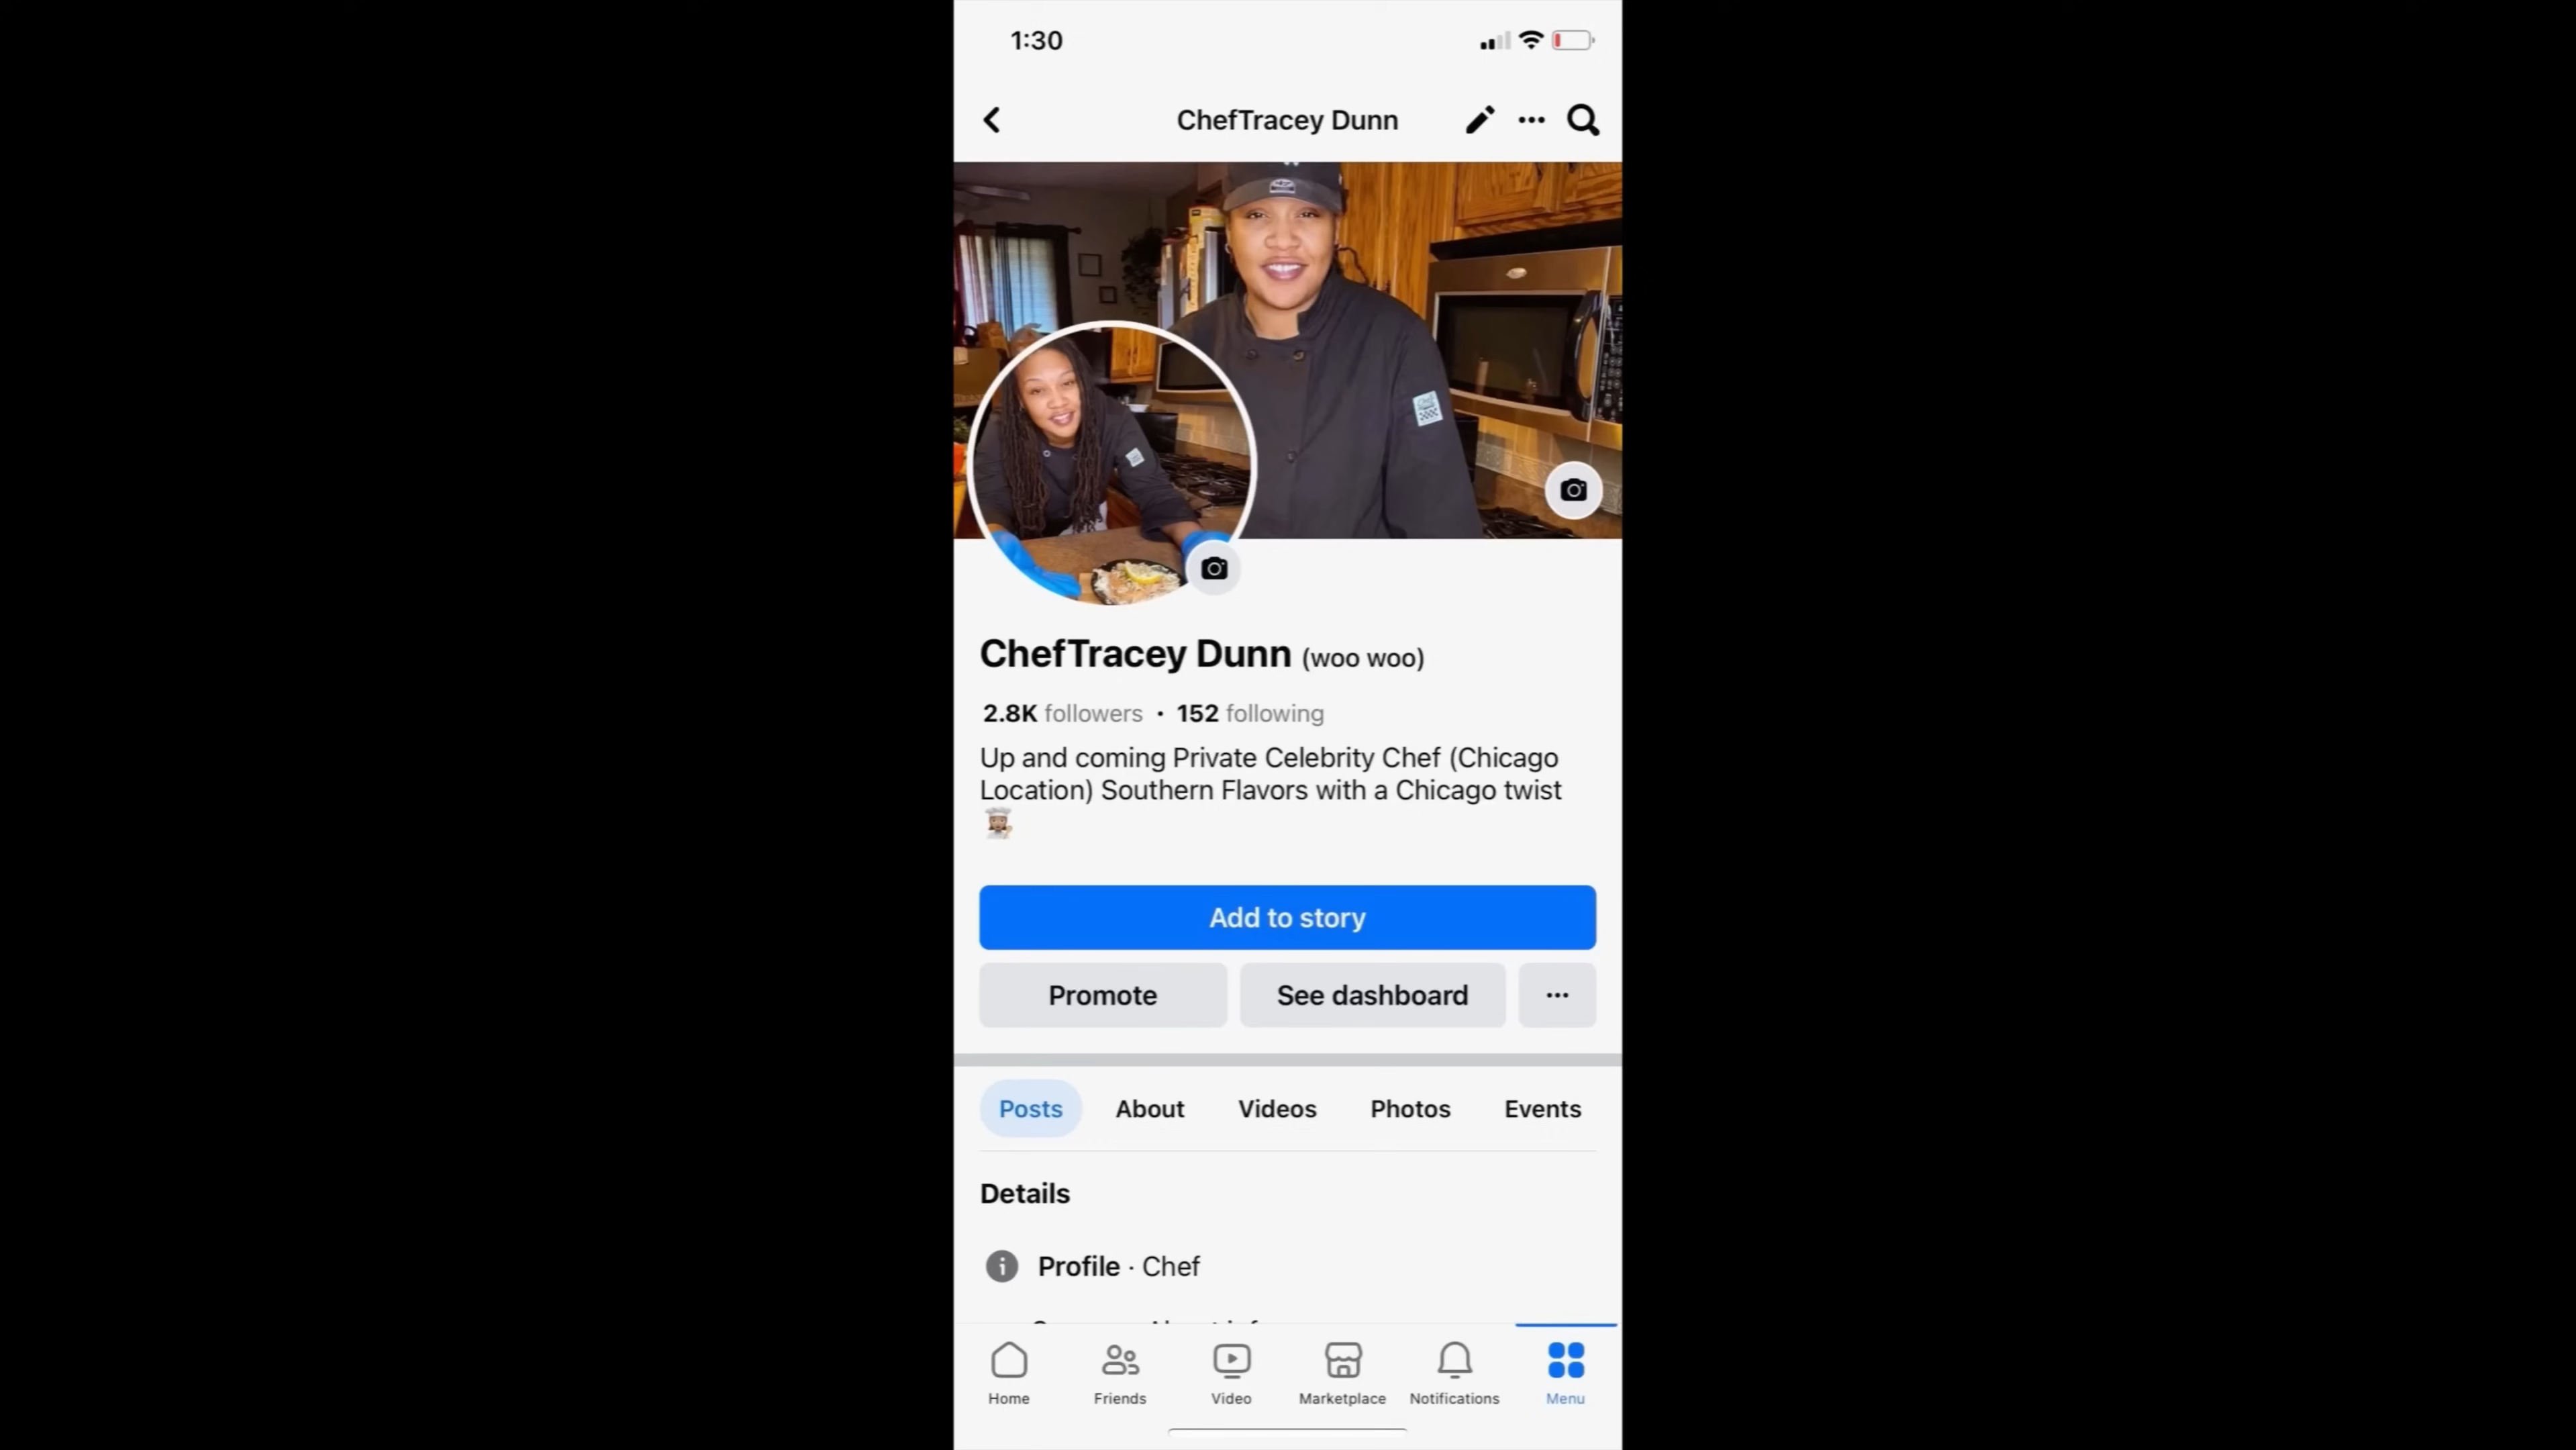 1:30
ChefTracey Dunn
ChefTracey Dunn (woo woo)
2.8K followers · 152 following
Up and coming Private Celebrity Chef (Chicago
Location) Southern Flavors with a Chicago twist
Add to story
Promote
See dashboard
Posts
About
Videos
Photos
Events
Details
Profile · Chef
Home
Friends
Video
Marketplace
Notifications
Menu